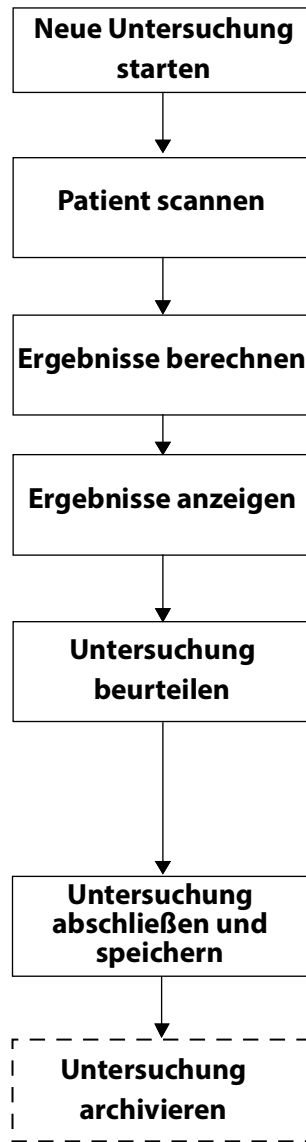 Neue Untersuchung
starten
Patient scannen
Ergebnisse berechnen
Ergebnisse anzeigen
Untersuchung
beurteilen
Untersuchung
abschließen und
speichern
Untersuchung
archivieren